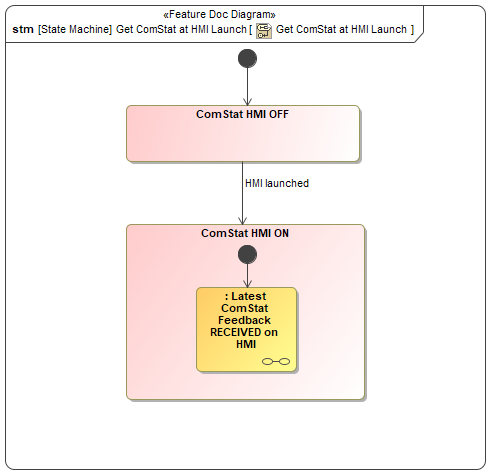 «Feature Doc Diagram»
stm [State Machine] Get ComStat at HMI Launch [ Get ComStat at HMI Launch ]
ComStat HMI OFF
HMI launched
ComStat HMI ON
: Latest
ComStat
Feedback
RECEIVED on
HMI